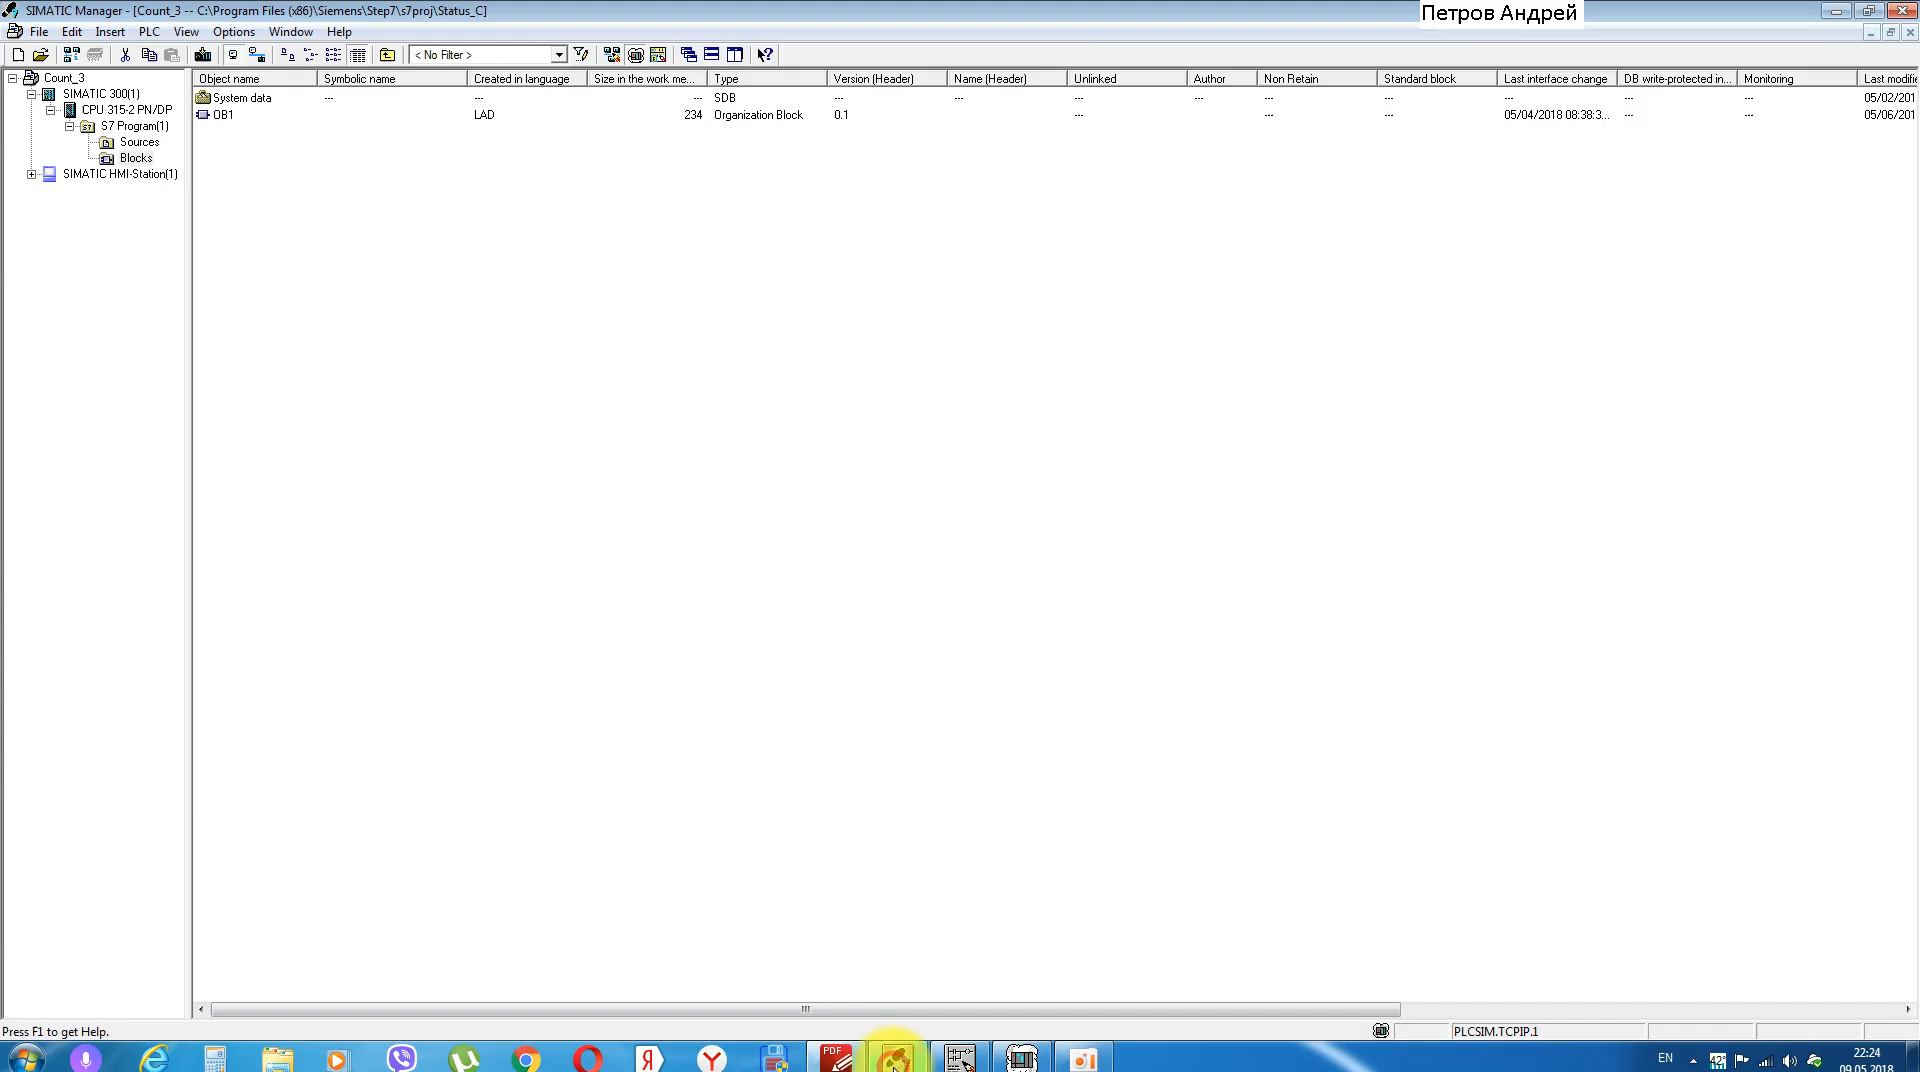 SIMATIC Manager - [Count_3 -- C:\Program Files (x86)\Siemens\Step7\s7proj\Status_C]
Петров Андрей
File Edit Insert PLC View Options Window Help
< No Filter >
Count_3
SIMATIC 300(1)
CPU 315-2 PN/DP
S7 Program(1)
Sources
Blocks
SIMATIC HMI-Station(1)
Object name Symbolic name Created in language Size in the work me... Type Version (Header) Name (Header) Unlinked Author Non Retain Standard block Last interface change DB write-protected in... Monitoring Last modifie
System data --- --- --- SDB --- --- --- --- --- --- --- --- --- 05/02/201
OB1 LAD 234 Organization Block 0.1 --- --- --- 05/04/2018 08:38:3... --- --- 05/06/201
Press F1 to get Help.
PLCSIM.TCPIP.1
PDF
EN
42°
22:24
09.05.2018